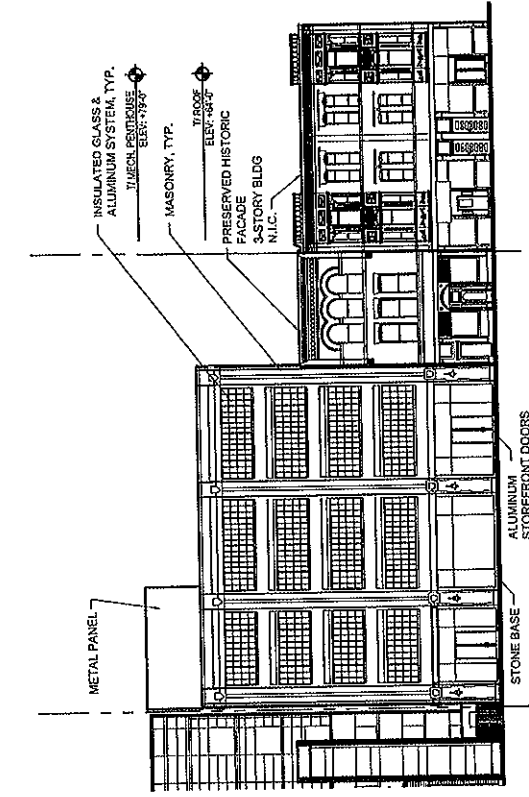 INSULATED GLASS &
ALUMINUM SYSTEM, TYP.
T/ MECH. PENTHOUSE
ELEV: +79'-0"
MASONRY, TYP.
T/ ROOF
ELEV: +64'-0"
PRESERVED HISTORIC
FACADE
3-STORY BLDG
N.I.C.
METAL PANEL
STONE BASE
ALUMINUM
STOREFRONT DOORS